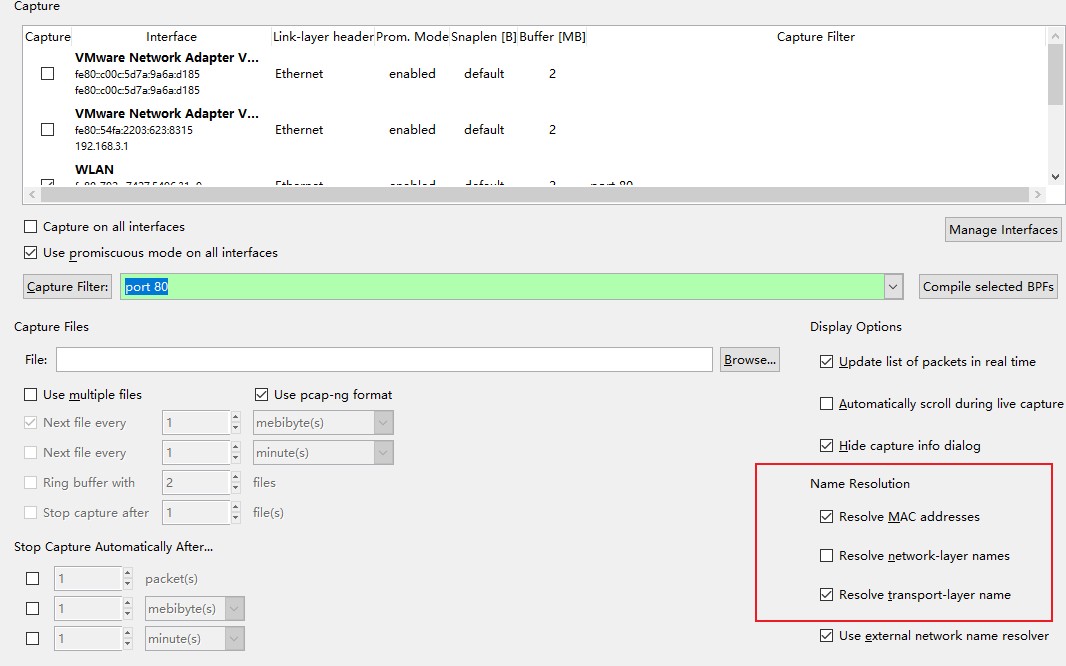 Capture
Capture Interface Link-layer header Prom. Mode Snaplen [B] Buffer [MB] Capture Filter
VMware Network Adapter V...
fe80::c00c:5d7a:9a6a:d185 Ethernet enabled default 2
fe80::c00c:5d7a:9a6a:d185
VMware Network Adapter V...
fe80::54fa:2203:623:8315 Ethernet enabled default 2
192.168.3.1
WLAN
Ethernet enabled default 2 port 80
Capture on all interfaces
Manage Interfaces
Use promiscuous mode on all interfaces
Capture Filter: port 80 Compile selected BPFs
Capture Files
File: Browse...
Use multiple files Use pcap-ng format
Next file every 1 mebibyte(s)
Next file every 1 minute(s)
Ring buffer with 2 files
Stop capture after 1 file(s)
Stop Capture Automatically After...
1 packet(s)
1 mebibyte(s)
1 minute(s)
Display Options
Update list of packets in real time
Automatically scroll during live capture
Hide capture info dialog
Name Resolution
Resolve MAC addresses
Resolve network-layer names
Resolve transport-layer name
Use external network name resolver